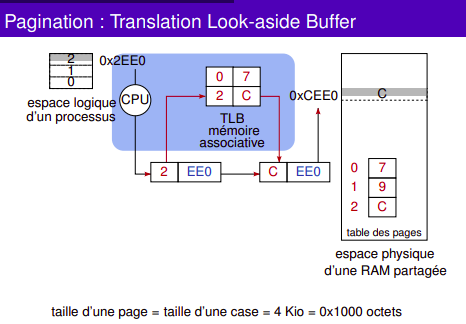 Pagination : Translation Look-aside Buffer
2
1
0
espace logique
d'un processus
0x2EE0
CPU
0 7
2 C
TLB
mémoire
associative
2 EE0
C EE0
0xCEE0
C
0 7
1 9
2 C
table des pages
espace physique
d'une RAM partagée
taille d'une page = taille d'une case = 4 Kio = 0x1000 octets